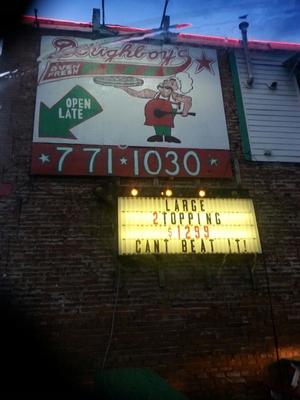 Doughboy's
OVEN
FRESH
OPEN
LATE
771★1030
LARGE
2 TOPPING
$1299
CANT BEAT IT!